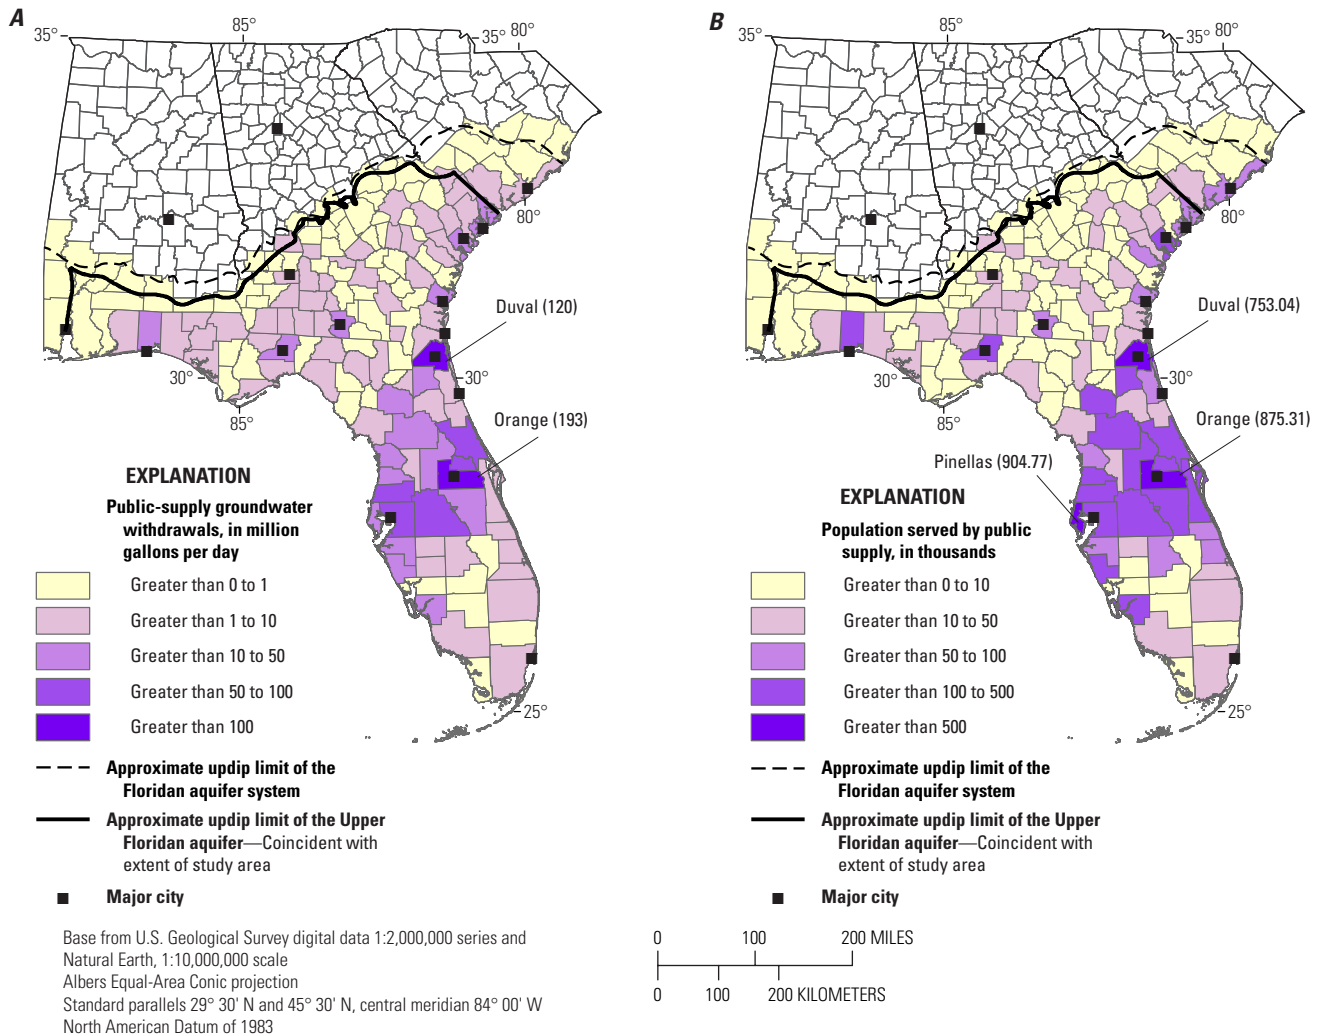 A
35°
85°
35° 80°
80°
Duval (120)
30°
30°
85°
Orange (193)
25°
EXPLANATION
Public-supply groundwater
withdrawals, in million
gallons per day
Greater than 0 to 1
Greater than 1 to 10
Greater than 10 to 50
Greater than 50 to 100
Greater than 100
Approximate updip limit of the
Floridan aquifer system
Approximate updip limit of the Upper
Floridan aquifer—Coincident with
extent of study area
Major city
B
35°
85°
35° 80°
80°
Duval (753.04)
30°
30°
85°
Orange (875.31)
Pinellas (904.77)
25°
EXPLANATION
Population served by public
supply, in thousands
Greater than 0 to 10
Greater than 10 to 50
Greater than 50 to 100
Greater than 100 to 500
Greater than 500
Approximate updip limit of the
Floridan aquifer system
Approximate updip limit of the Upper
Floridan aquifer—Coincident with
extent of study area
Major city
Base from U.S. Geological Survey digital data 1:2,000,000 series and
Natural Earth, 1:10,000,000 scale
Albers Equal-Area Conic projection
Standard parallels 29° 30' N and 45° 30' N, central meridian 84° 00' W
North American Datum of 1983
0 100 200 MILES
0 100 200 KILOMETERS